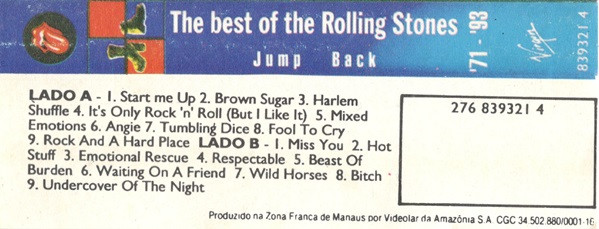 The best of the Rolling Stones
Jump Back
'71 - '93
Virgin
839321 4
LADO A - 1. Start me Up 2. Brown Sugar 3. Harlem
Shuffle 4. It's Only Rock 'n' Roll (But I Like It) 5. Mixed
Emotions 6. Angie 7. Tumbling Dice 8. Fool To Cry
9. Rock And A Hard Place LADO B - 1. Miss You 2. Hot
Stuff 3. Emotional Rescue 4. Respectable 5. Beast Of
Burden 6. Waiting On A Friend 7. Wild Horses 8. Bitch
9. Undercover Of The Night
276 839321 4
Produzido na Zona Franca de Manaus por Videolar da Amazônia S.A. CGC 34.502.880/0001-16